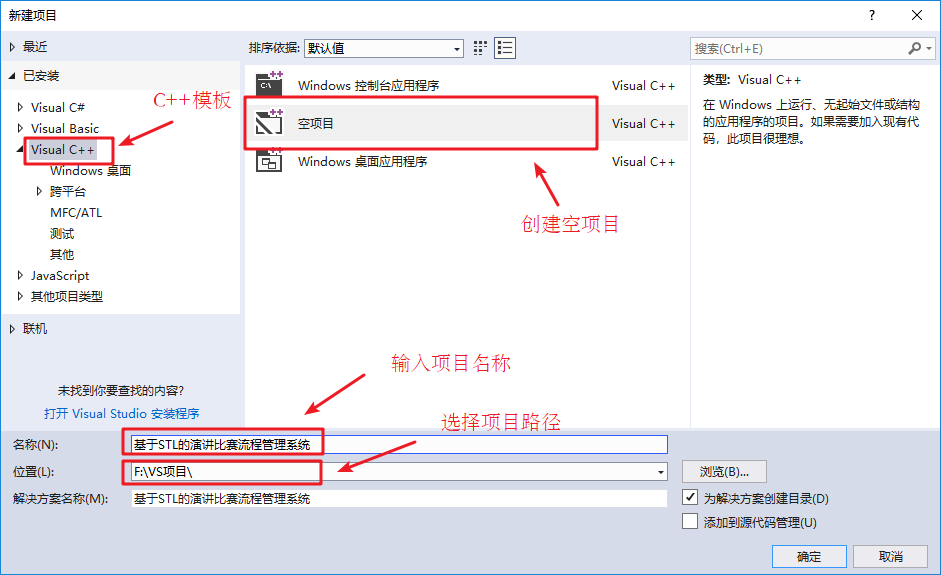 新建项目
?
最近
排序依据: 默认值
搜索(Ctrl+E)
已安装
Visual C#
Visual Basic
Visual C++
Windows 桌面
跨平台
MFC/ATL
测试
其他
JavaScript
其他项目类型
联机
未找到你要查找的内容?
打开 Visual Studio 安装程序
C++模板
Windows 控制台应用程序 Visual C++
空项目 Visual C++
Windows 桌面应用程序 Visual C++
创建空项目
类型: Visual C++
在 Windows 上运行、无起始文件或结构
的应用程序的项目。如果需要加入现有代
码，此项目很理想。
输入项目名称
选择项目路径
名称(N): 基于STL的演讲比赛流程管理系统
位置(L): F:\VS项目\
浏览(B)...
解决方案名称(M): 基于STL的演讲比赛流程管理系统
为解决方案创建目录(D)
添加到源代码管理(U)
确定
取消